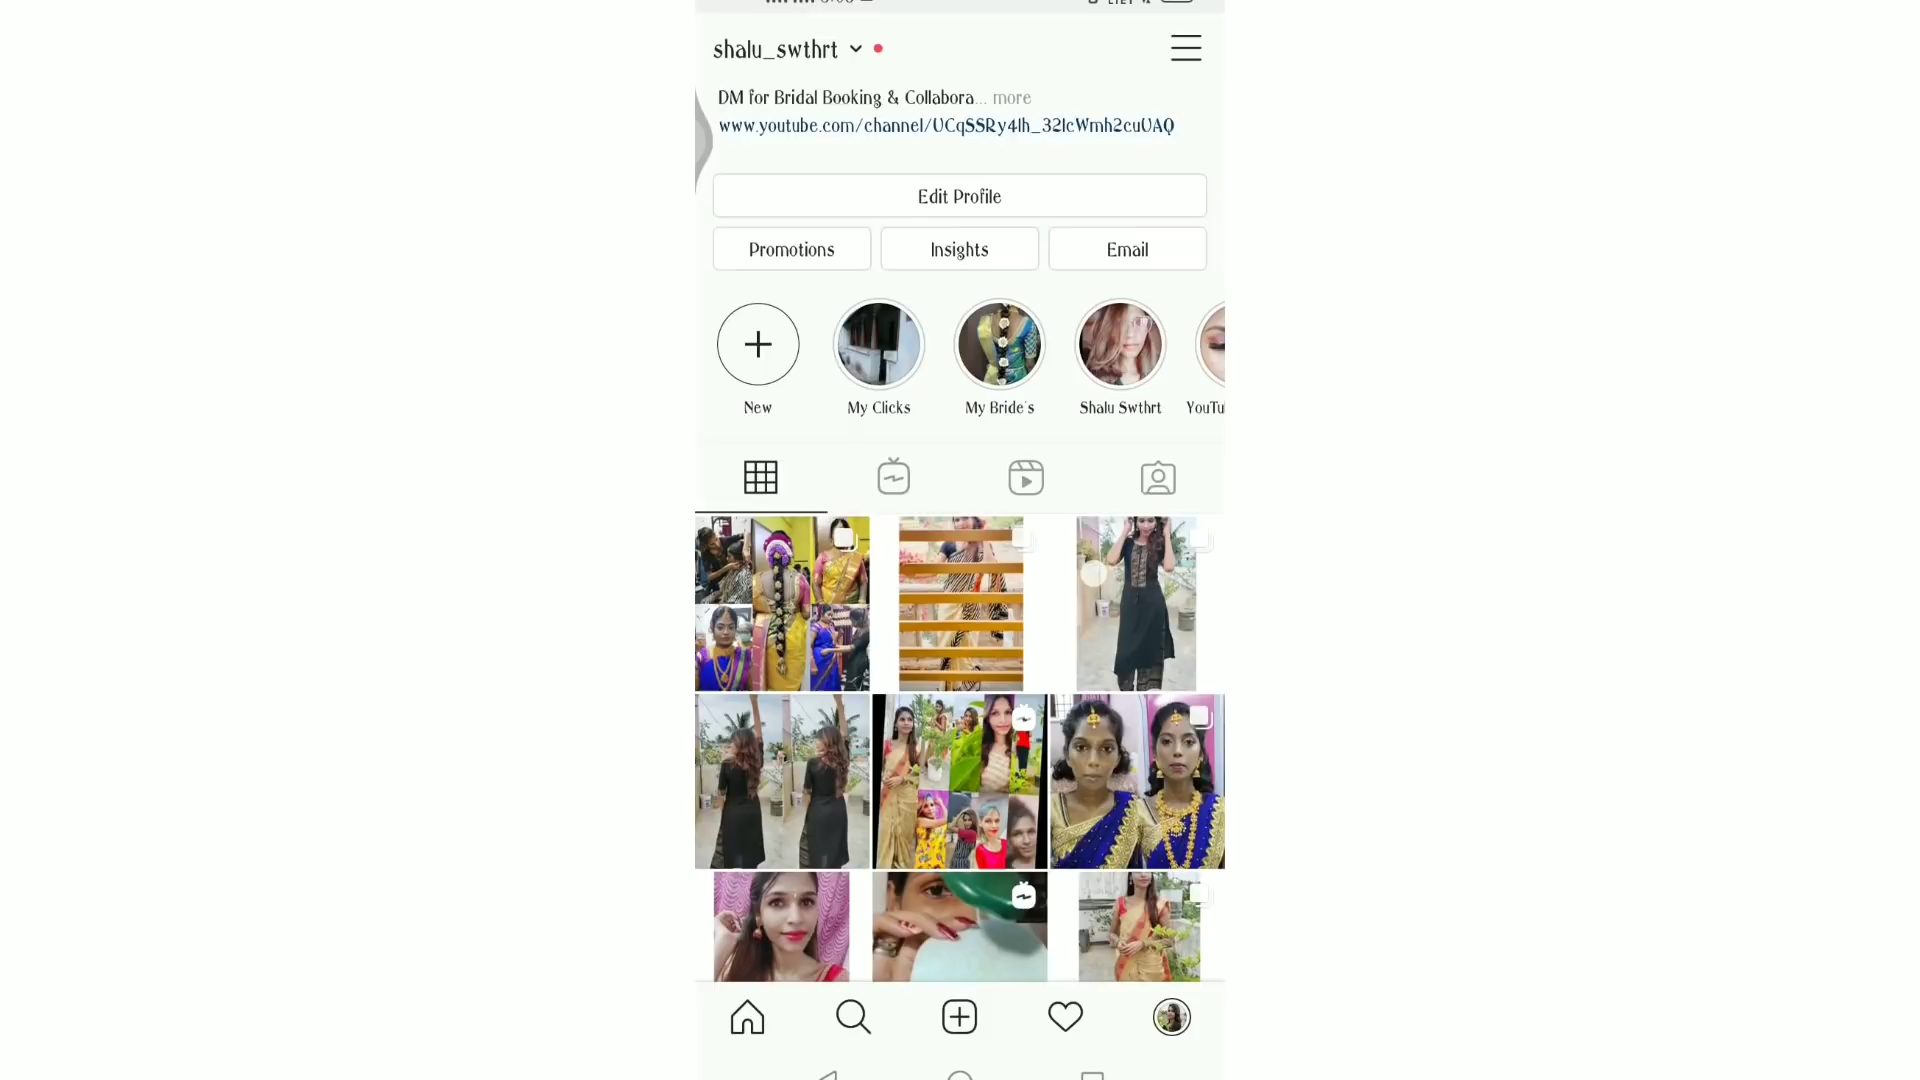 shalu_swthrt
DM for Bridal Booking & Collabora... more
www.youtube.com/channel/UCqSSRy4lh_32lcWmh2cuUAQ
Edit Profile
Promotions
Insights
Email
New
My Clicks
My Bride's
Shalu Swthrt
YouTu